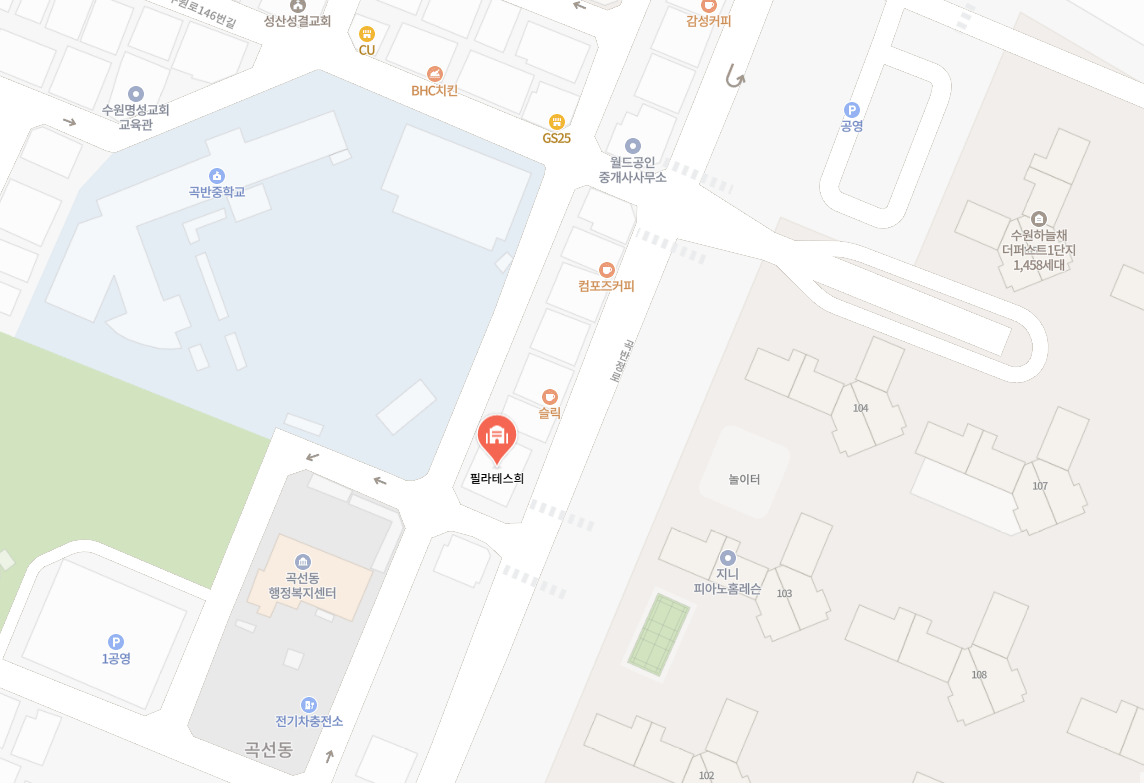 수원로146번길
성산성결교회
감성커피
CU
BHC치킨
수원명성교회
교육관
GS25
공영
월드공인
중개사사무소
곡반중학교
수원하늘채
더퍼스트1단지
1,458세대
컴포즈커피
곡반정로
슬릭
104
필라테스희
놀이터
107
곡선동
행정복지센터
지니
피아노홈레슨
103
1공영
108
전기차충전소
곡선동
102